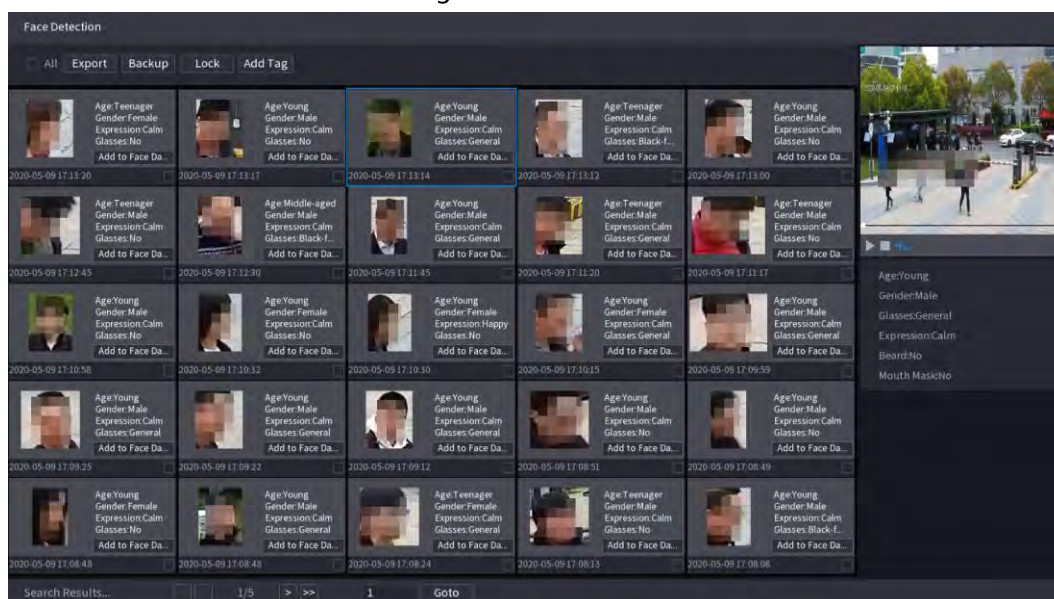 Face Detection
All Export Backup Lock Add Tag
Age:Teenager
Gender:Female
Expression:Calm
Glasses:No
Add to Face Da...
2020-05-09 17:13:20
Age:Young
Gender:Male
Expression:Calm
Glasses:No
Add to Face Da...
2020-05-09 17:13:17
Age:Young
Gender:Male
Expression:Calm
Glasses:General
Add to Face Da...
2020-05-09 17:13:14
Age:Teenager
Gender:Male
Expression:Calm
Glasses:Black-f...
Add to Face Da...
2020-05-09 17:13:12
Age:Young
Gender:Male
Expression:Calm
Glasses:No
Add to Face Da...
2020-05-09 17:13:00
Age:Teenager
Gender:Male
Expression:Calm
Glasses:No
Add to Face Da...
2020-05-09 17:12:45
Age:Middle-aged
Gender:Male
Expression:Calm
Glasses:Black-f...
Add to Face Da...
2020-05-09 17:12:30
Age:Young
Gender:Male
Expression:Calm
Glasses:General
Add to Face Da...
2020-05-09 17:11:45
Age:Teenager
Gender:Male
Expression:Calm
Glasses:General
Add to Face Da...
2020-05-09 17:11:20
Age:Teenager
Gender:Male
Expression:Calm
Glasses:No
Add to Face Da...
2020-05-09 17:11:17
Age:Young
Gender:Male
Expression:Calm
Glasses:No
Add to Face Da...
2020-05-09 17:10:58
Age:Young
Gender:Female
Expression:Calm
Glasses:No
Add to Face Da...
2020-05-09 17:10:32
Age:Young
Gender:Female
Expression:Happy
Glasses:No
Add to Face Da...
2020-05-09 17:10:30
Age:Young
Gender:Female
Expression:Calm
Glasses:General
Add to Face Da...
2020-05-09 17:10:15
Age:Young
Gender:Male
Expression:Calm
Glasses:General
Add to Face Da...
2020-05-09 17:09:59
Age:Young
Gender:Male
Expression:Calm
Glasses:General
Add to Face Da...
2020-05-09 17:09:25
Age:Young
Gender:Male
Expression:Calm
Glasses:General
Add to Face Da...
2020-05-09 17:09:22
Age:Young
Gender:Male
Expression:Calm
Glasses:General
Add to Face Da...
2020-05-09 17:09:12
Age:Young
Gender:Male
Expression:Calm
Glasses:No
Add to Face Da...
2020-05-09 17:08:51
Age:Young
Gender:Male
Expression:Calm
Glasses:No
Add to Face Da...
2020-05-09 17:08:49
Age:Young
Gender:Female
Expression:Calm
Glasses:No
Add to Face Da...
2020-05-09 17:08:48
Age:Young
Gender:Male
Expression:Calm
Glasses:General
Add to Face Da...
2020-05-09 17:08:48
Age:Teenager
Gender:Female
Expression:Calm
Glasses:General
Add to Face Da...
2020-05-09 17:08:24
Age:Teenager
Gender:Male
Expression:Calm
Glasses:No
Add to Face Da...
2020-05-09 17:08:13
Age:Young
Gender:Male
Expression:Calm
Glasses:Black-f...
Add to Face Da...
2020-05-09 17:08:08
Age:Young
Gender:Male
Glasses:General
Expression:Calm
Beard:No
Mouth Mask:No
Search Results... 1/5 > >> 1 Goto